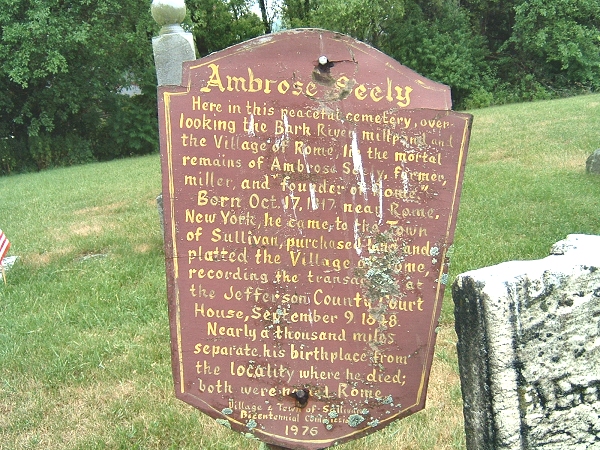 Ambrose Seely
Here in this peaceful cemetery, over-
looking the Bark River millpond and
the Village of Rome, lie the mortal
remains of Ambrose Seely, farmer,
miller, and "founder of Rome."
Born Oct. 17, 1817 near Rome,
New York, he came to the Town
of Sullivan, purchased land and
platted the Village of Rome,
recording the transaction at
the Jefferson County Court
House, September 9, 1848.
Nearly a thousand miles
separate his birthplace from
the locality where he died;
both were named Rome.
Village & Town of Sullivan
Bicentennial Committee
1976